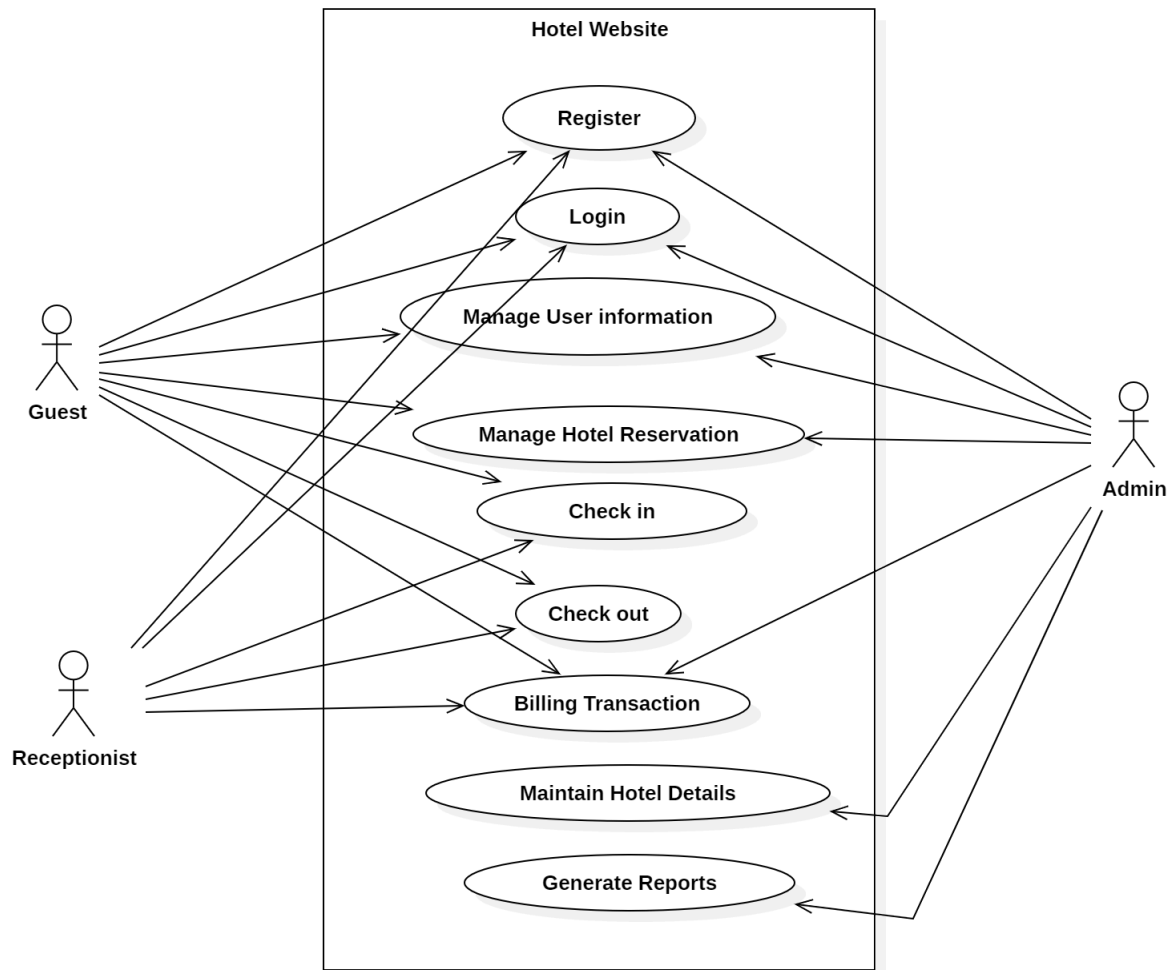 Hotel Website
Register
Login
Manage User information
Guest
Manage Hotel Reservation
Admin
Check in
Check out
Billing Transaction
Receptionist
Maintain Hotel Details
Generate Reports